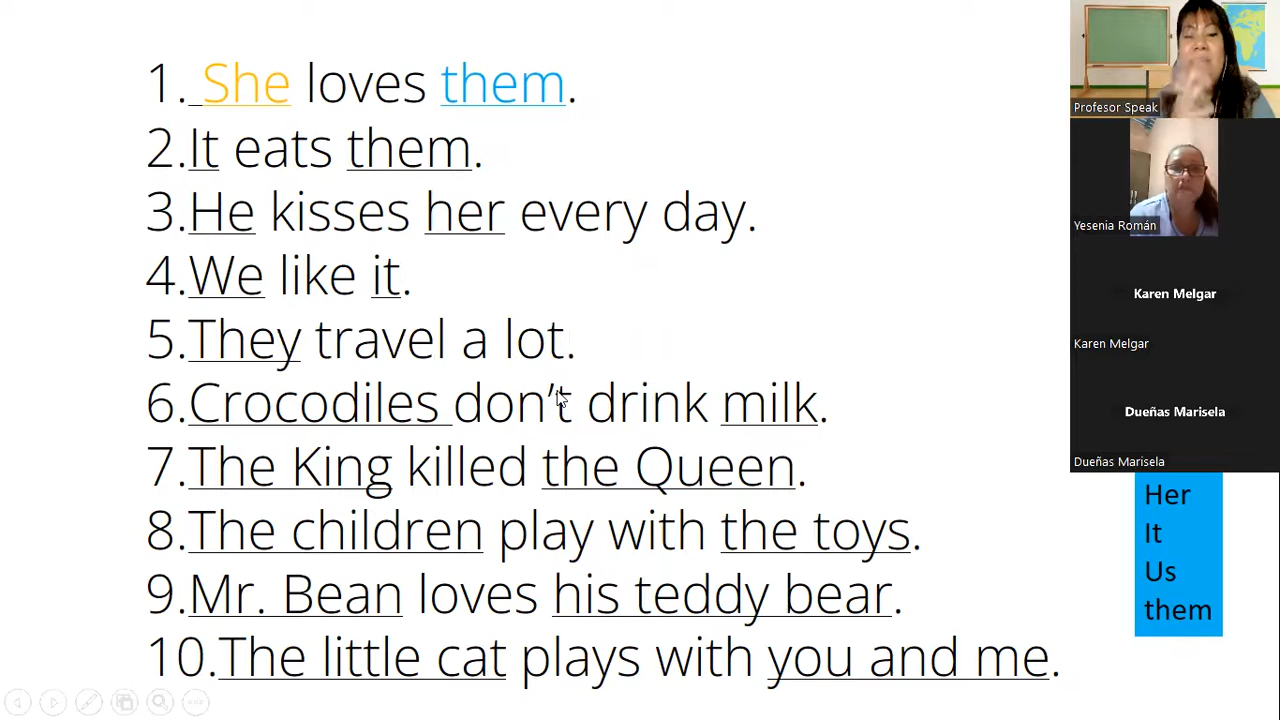 1. She loves them.
2.It eats them.
3.He kisses her every day.
4.We like it.
5.They travel a lot.
6.Crocodiles don't drink milk.
7.The King killed the Queen.
8.The children play with the toys.
9.Mr. Bean loves his teddy bear.
10.The little cat plays with you and me.
Profesor Speak
Yesenia Román
Karen Melgar
Karen Melgar
Dueñas Marisela
Dueñas Marisela
Her
It
Us
them